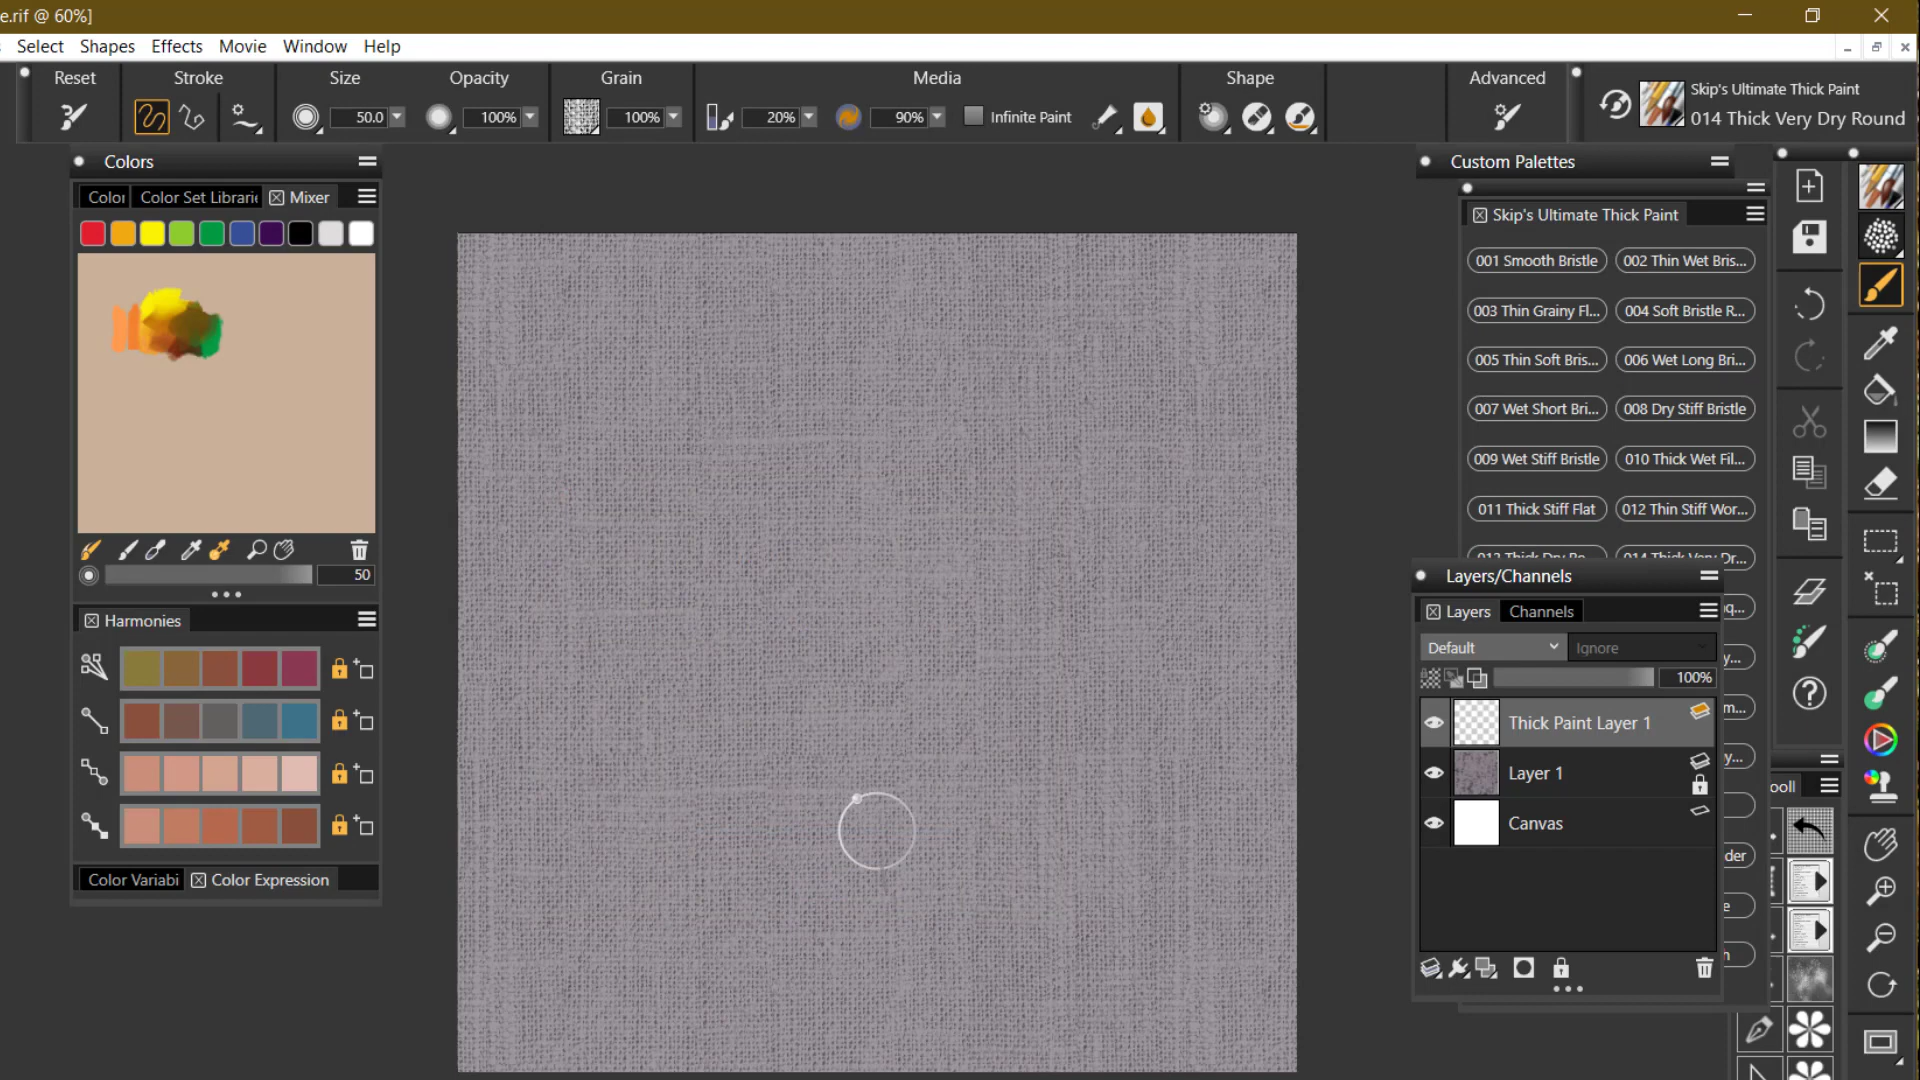 e.rif @ 60%]
Select Shapes Effects Movie Window Help
Reset Stroke Size Opacity Grain Media Shape Advanced
50.0 100% 100% 20% 90% Infinite Paint
Skip's Ultimate Thick Paint
014 Thick Very Dry Round
Colors
Color Color Set Librari Mixer
50
Harmonies
Color Variabi Color Expression
Custom Palettes
Skip's Ultimate Thick Paint
001 Smooth Bristle 002 Thin Wet Bris...
003 Thin Grainy Fl... 004 Soft Bristle R...
005 Thin Soft Bris... 006 Wet Long Bri...
007 Wet Short Bri... 008 Dry Stiff Bristle
009 Wet Stiff Bristle 010 Thick Wet Fil...
011 Thick Stiff Flat 012 Thin Stiff Wor...
Layers/Channels
Layers Channels
Default Ignore
100%
Thick Paint Layer 1
Layer 1
Canvas
y...
m...
y...
ooll
der
e